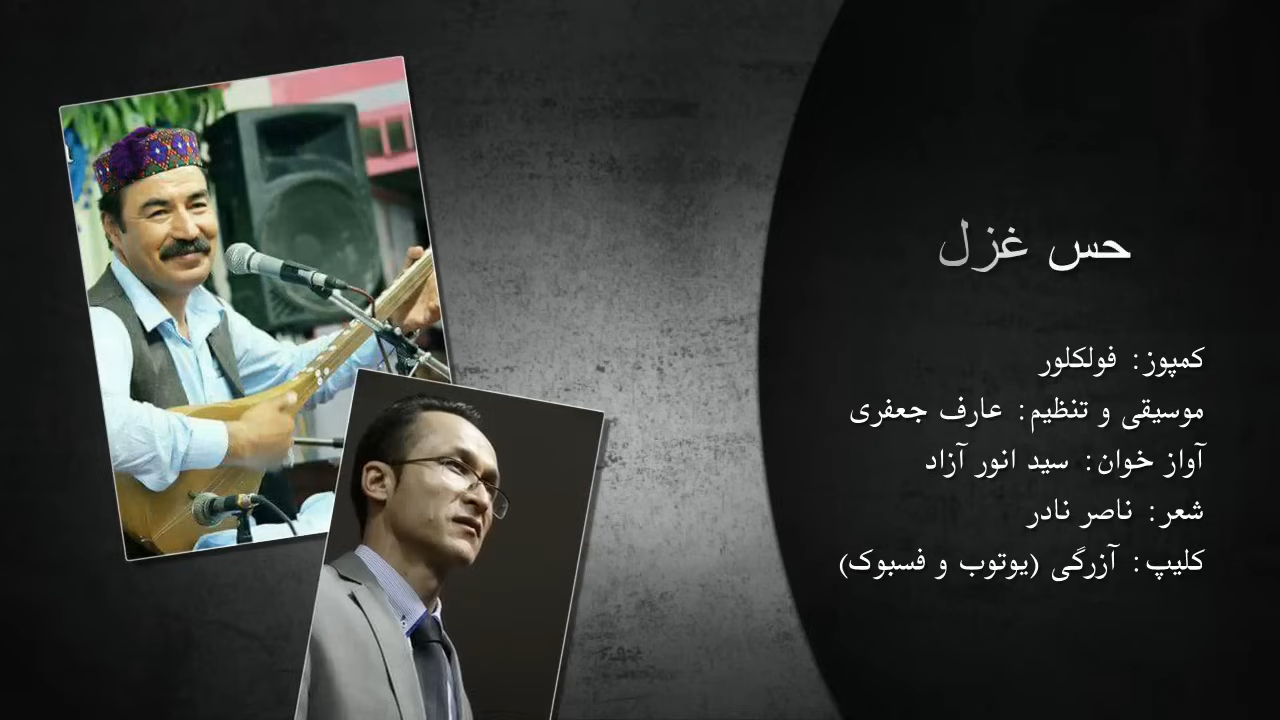 حس غزل
کمپوز: فولکلور
موسیقی و تنظیم: عارف جعفری
آواز خوان: سید انور آزاد
شعر: ناصر نادر
کلیپ: آزرگی (یوتوب و فسبوک)